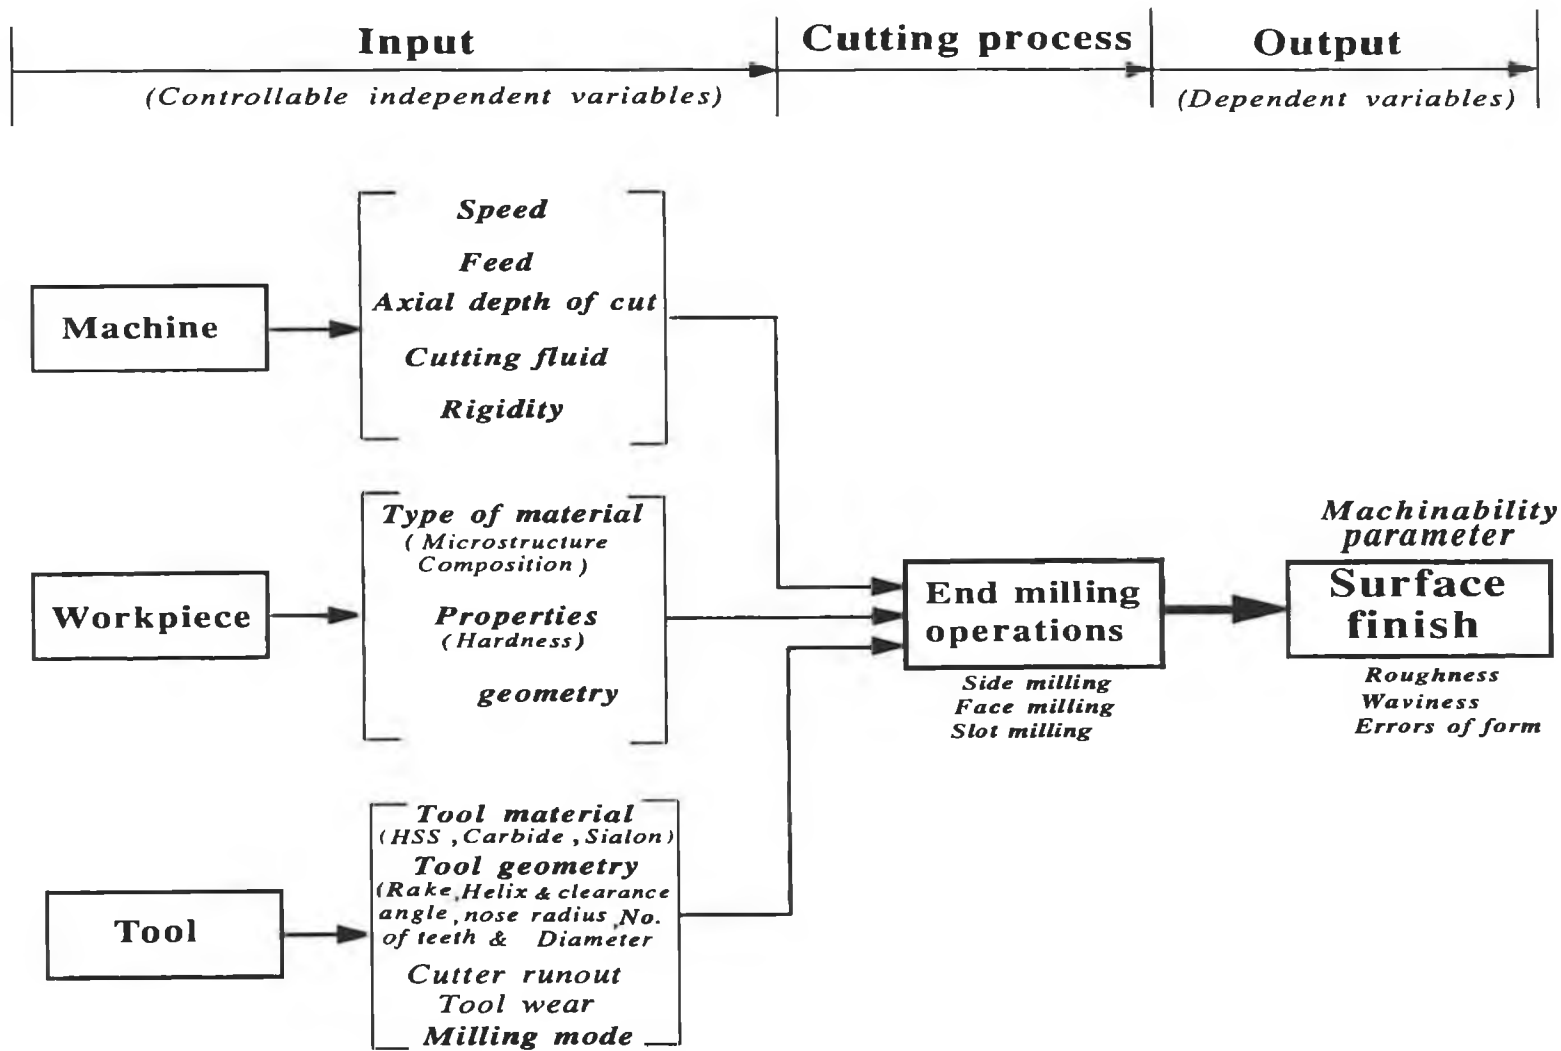 Input
Cutting process
Output
(Controllable independent variables)
(Dependent variables)
Machine
Speed
Feed
Axial depth of cut
Cutting fluid
Rigidity
Workpiece
Type of material
(Microstructure
Composition)
Properties
(Hardness)
geometry
Tool
Tool material
(HSS, Carbide, Sialon)
Tool geometry
(Rake, Helix & clearance
angle, nose radius, No.
of teeth & Diameter
Cutter runout
Tool wear
Milling mode
End milling
operations
Side milling
Face milling
Slot milling
Machinability
parameter
Surface
finish
Roughness
Waviness
Errors of form